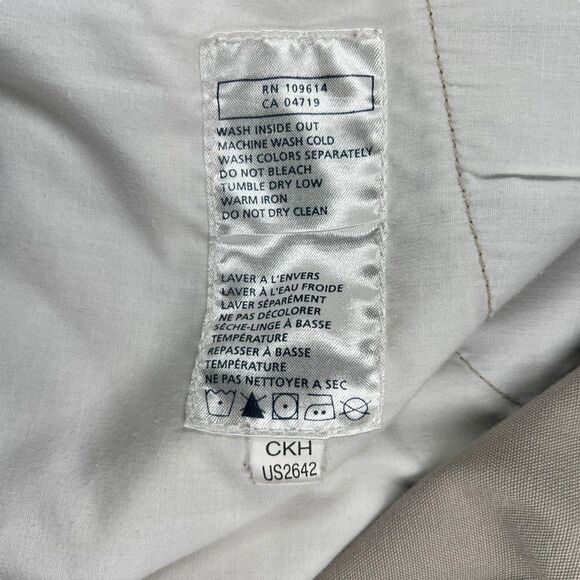 RN 109614
CA 04719
WASH INSIDE OUT
MACHINE WASH COLD
WASH COLORS SEPARATELY
DO NOT BLEACH
TUMBLE DRY LOW
WARM IRON
DO NOT DRY CLEAN
LAVER A L'ENVERS
LAVER À L'EAU FROIDE
LAVER SÉPARÉMENT
NE PAS DÉCOLORER
SÈCHE-LINGE À BASSE
TEMPÉRATURE
REPASSER À BASSE
TEMPÉRATURE
NE PAS NETTOYER A SEC
CKH
US2642